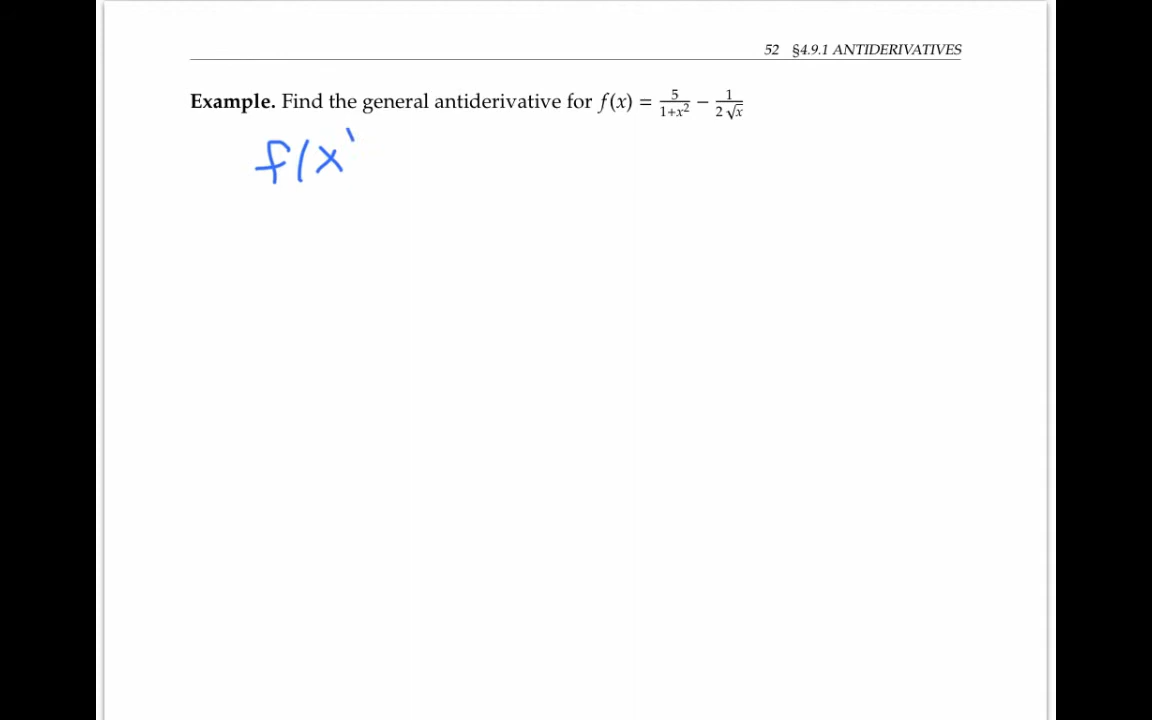 52 §4.9.1 ANTIDERIVATIVES
Example. Find the general antiderivative for f(x) = 5/(1+x²) − 1/(2√x)
f(x